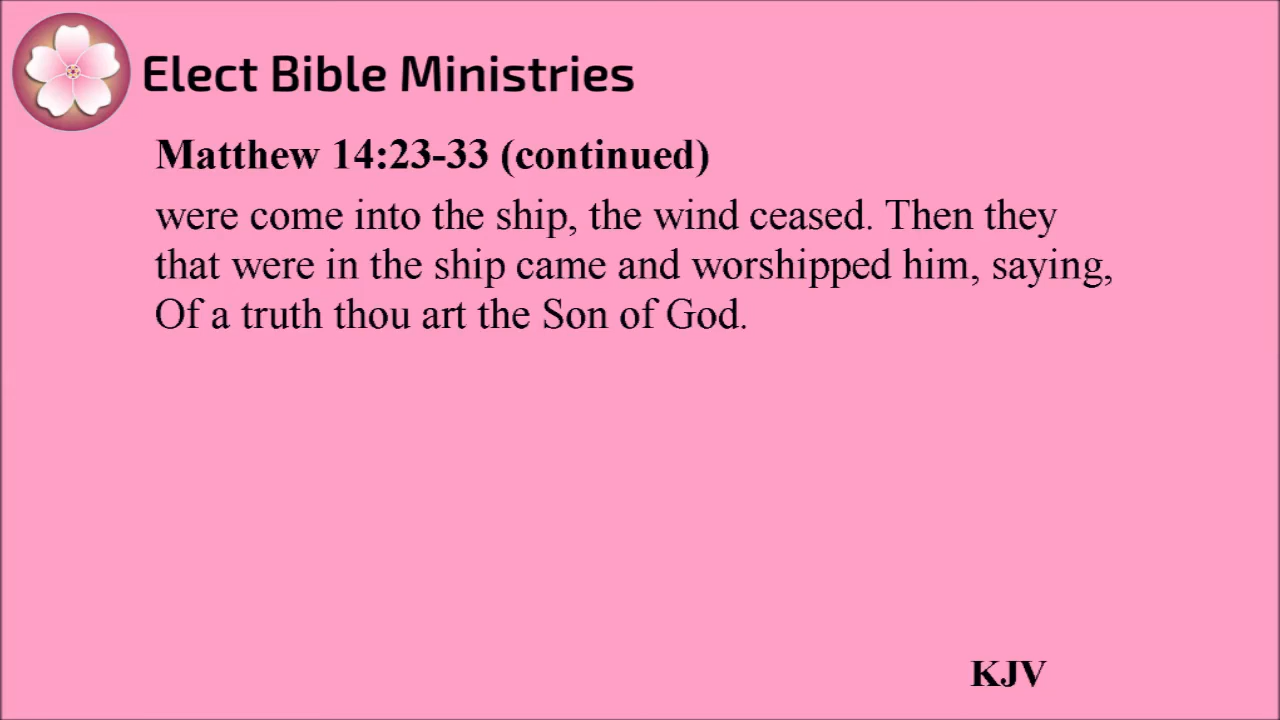 Elect Bible Ministries
Matthew 14:23-33 (continued)
were come into the ship, the wind ceased. Then they
that were in the ship came and worshipped him, saying,
Of a truth thou art the Son of God.
KJV